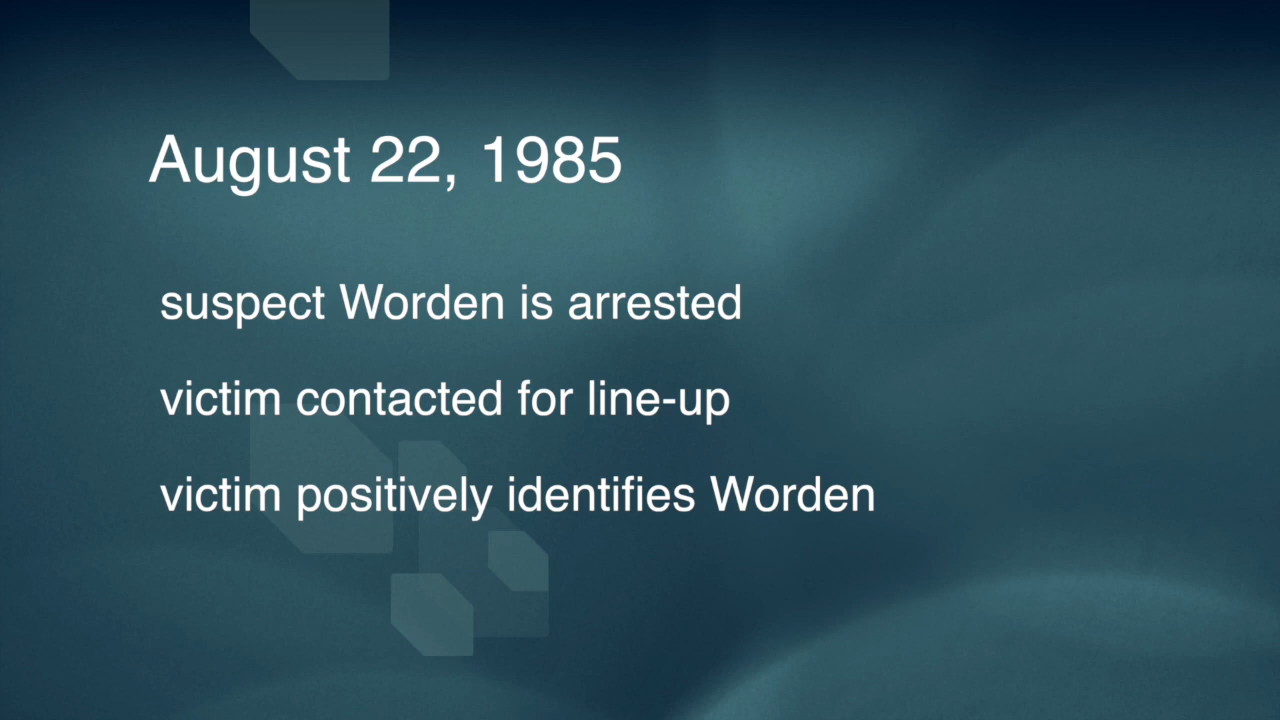 August 22, 1985
suspect Worden is arrested
victim contacted for line-up
victim positively identifies Worden